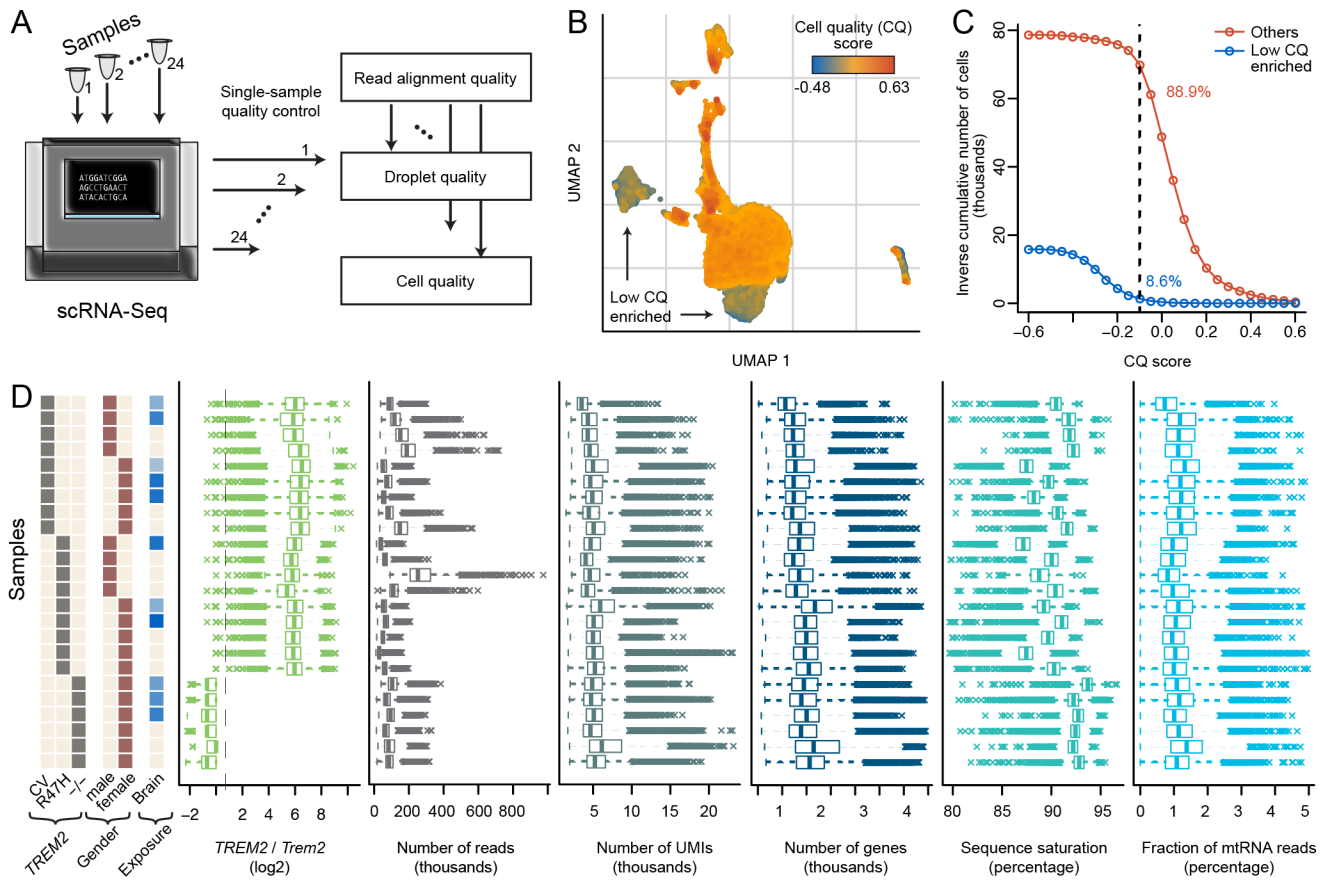 A
Samples
1
2
24
ATGGATCGGA
AGCCTGAACT
ATACACTGCA
scRNA-Seq
Single-sample
quality control
1
2
24
Read alignment quality
Droplet quality
Cell quality
B
Cell quality (CQ)
score
-0.48
0.63
Low CQ
enriched
UMAP 2
UMAP 1
C
Others
Low CQ
enriched
88.9%
8.6%
Inverse cumulative number of cells
(thousands)
80
60
40
20
0
−0.6
−0.2
0.0
0.2
0.4
0.6
CQ score
D
Samples
CV
R47H
−/−
male
female
Brain
TREM2
Gender
Exposure
−2
2
4
6
8
TREM2 / Trem2
(log2)
0
200
400
600
800
Number of reads
(thousands)
5
10
15
20
Number of UMIs
(thousands)
1
2
3
4
Number of genes
(thousands)
80
85
90
95
Sequence saturation
(percentage)
0
1
2
3
4
5
Fraction of mtRNA reads
(percentage)